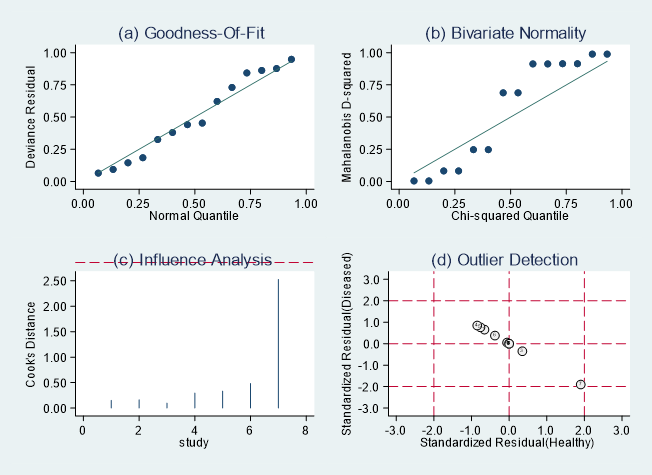 (a) Goodness-Of-Fit
Deviance Residual
1.00
0.75
0.50
0.25
0.00
0.00 0.25 0.50 0.75 1.00
Normal Quantile
(b) Bivariate Normality
Mahalanobis D-squared
1.00
0.75
0.50
0.25
0.00
0.00 0.25 0.50 0.75 1.00
Chi-squared Quantile
(c) Influence Analysis
Cook's Distance
2.50
2.00
1.50
1.00
0.50
0.00
0 2 4 6 8
study
(d) Outlier Detection
Standardized Residual(Diseased)
3.0
2.0
1.0
0.0
-1.0
-2.0
-3.0
-3.0 -2.0 -1.0 0.0 1.0 2.0 3.0
Standardized Residual(Healthy)